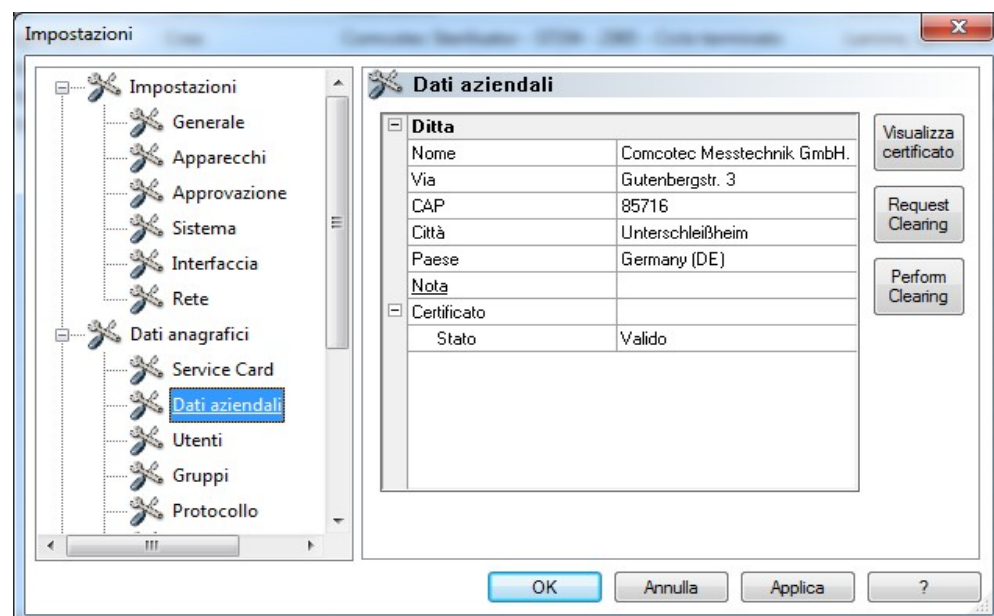 Impostazioni
Impostazioni
Generale
Apparecchi
Approvazione
Sistema
Interfaccia
Rete
Dati anagrafici
Service Card
Dati aziendali
Utenti
Gruppi
Protocollo
Dati aziendali
Ditta
Nome Comcotec Messtechnik GmbH.
Via Gutenbergstr. 3
CAP 85716
Città Unterschleißheim
Paese Germany (DE)
Nota
Certificato
Stato Valido
Visualizza
certificato
Request
Clearing
Perform
Clearing
OK Annulla Applica ?